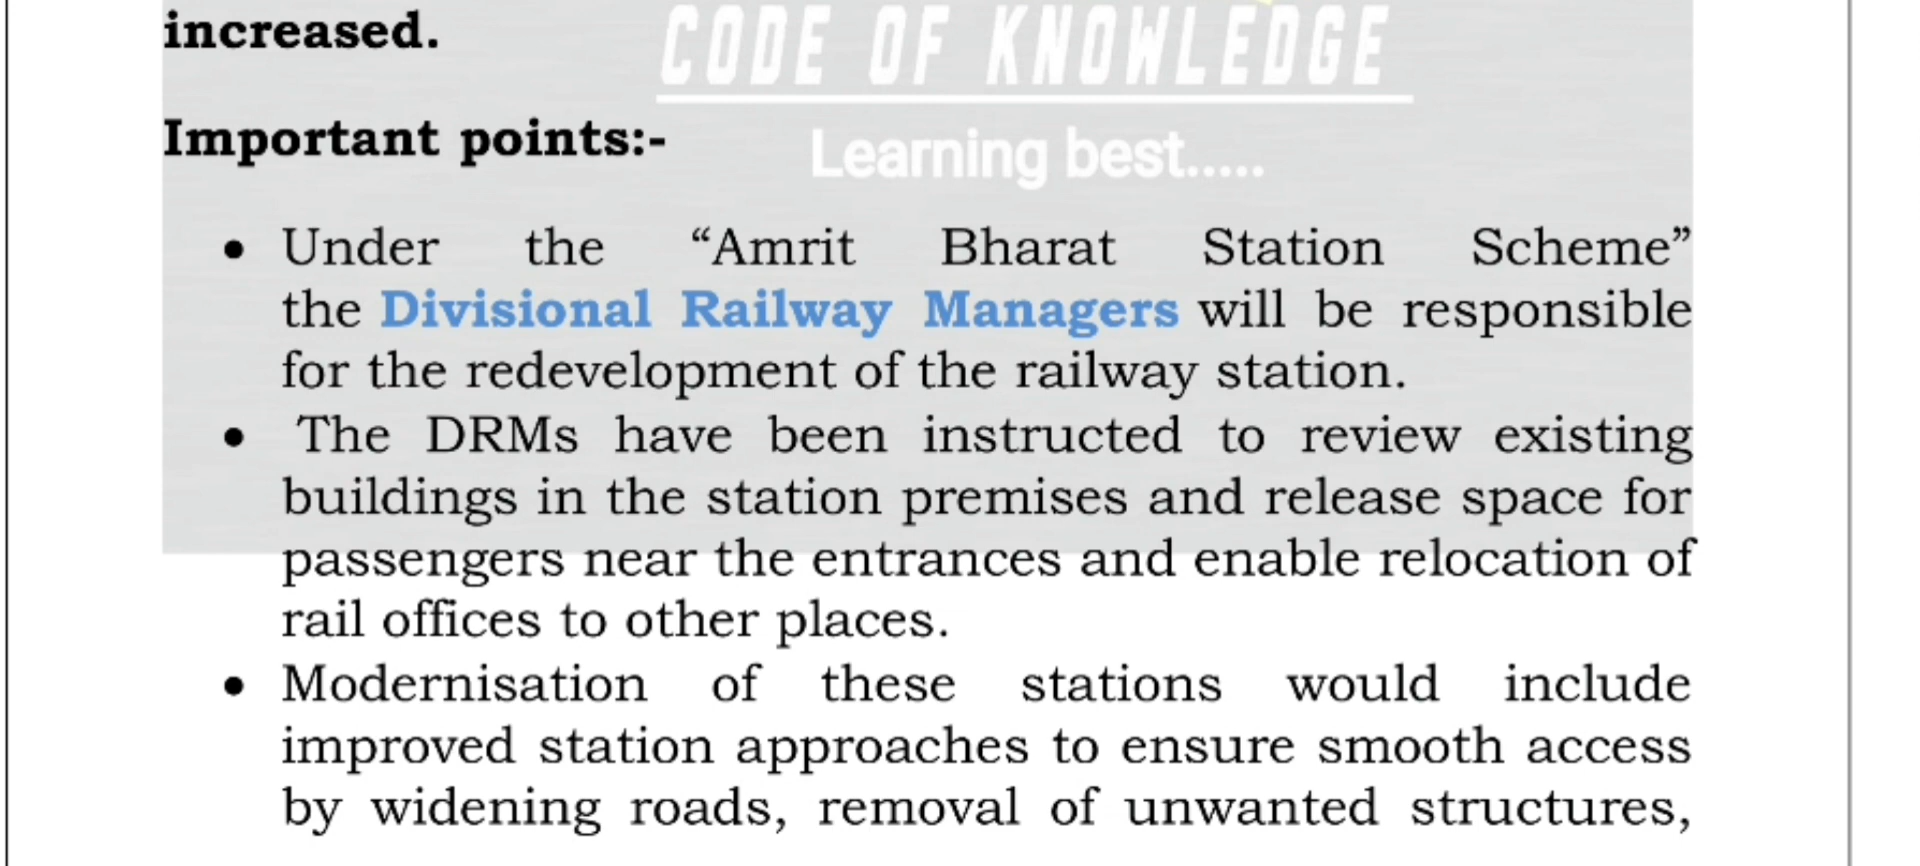 increased.
CODE OF KNOWLEDGE
Important points:-
Learning best.....
• Under the “Amrit Bharat Station Scheme”
the Divisional Railway Managers will be responsible
for the redevelopment of the railway station.
• The DRMs have been instructed to review existing
buildings in the station premises and release space for
passengers near the entrances and enable relocation of
rail offices to other places.
• Modernisation of these stations would include
improved station approaches to ensure smooth access
by widening roads, removal of unwanted structures,